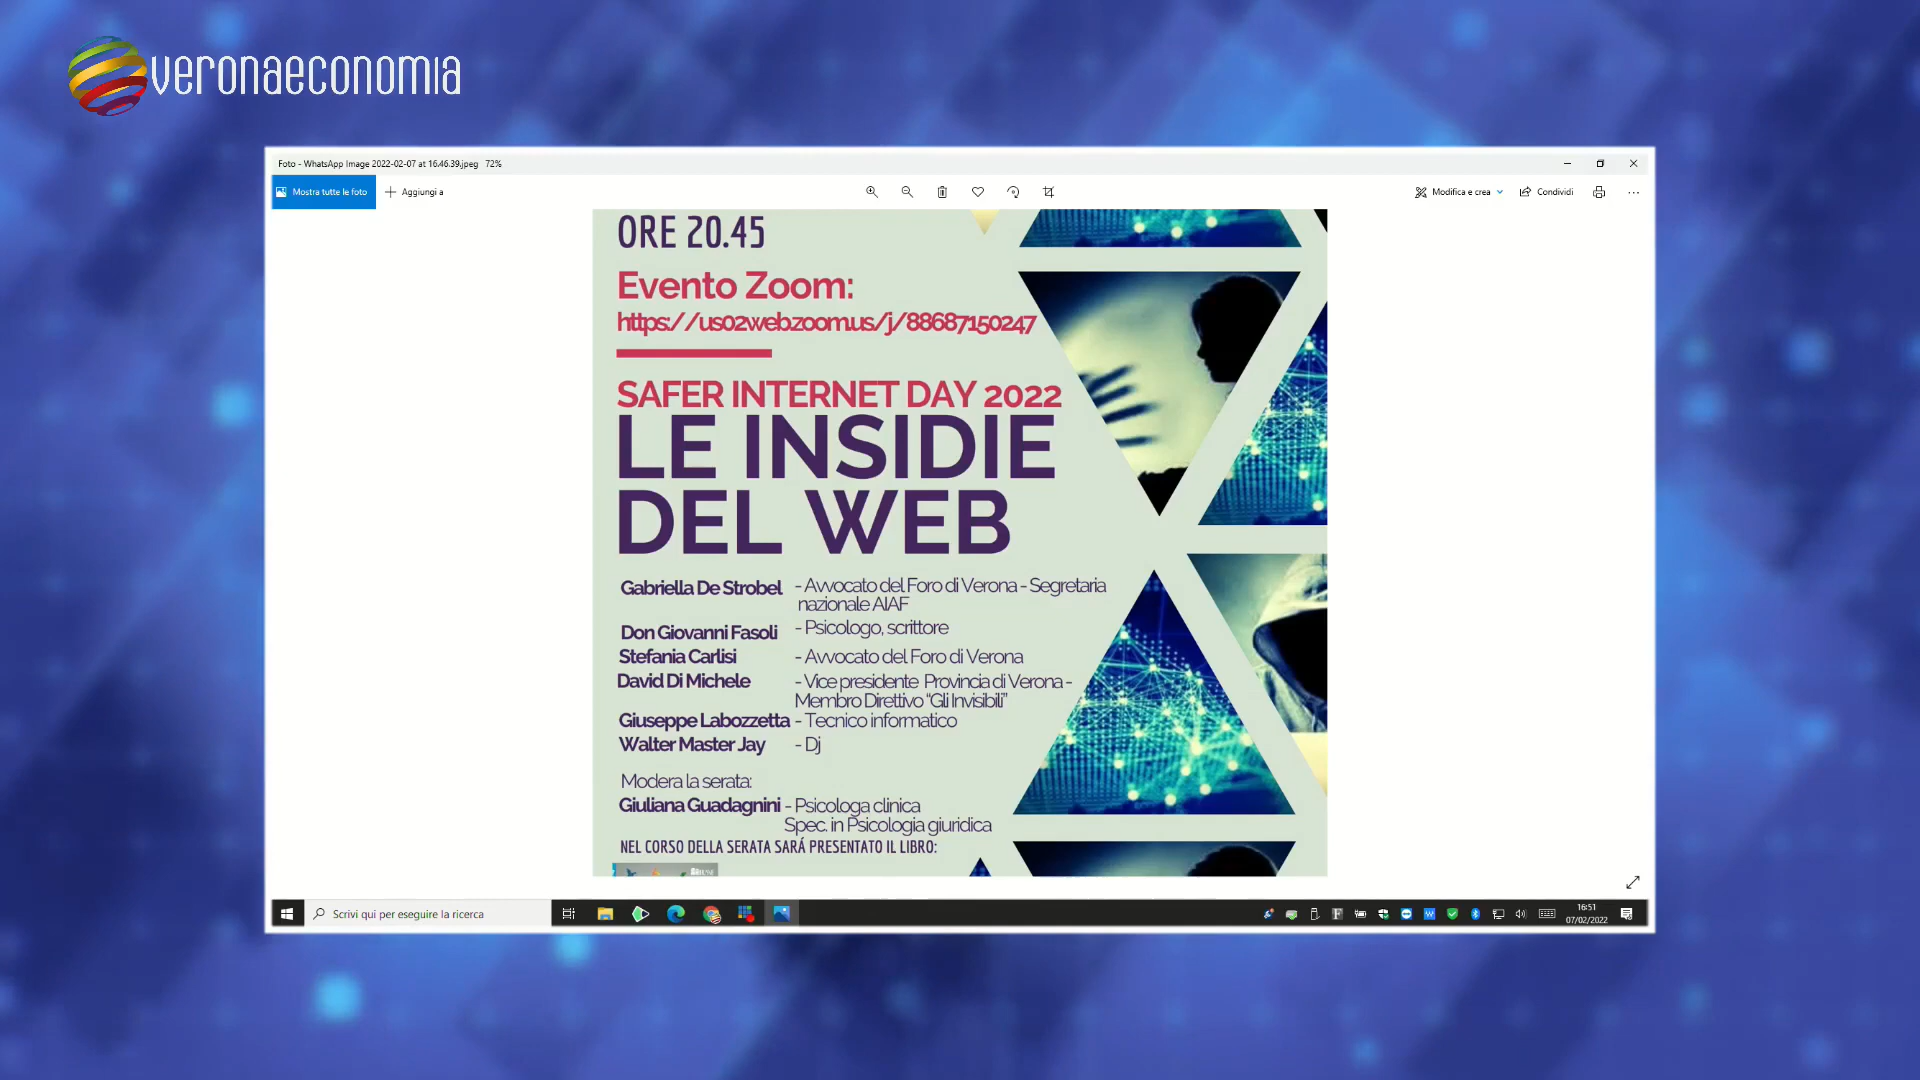 veronaeconomia
Foto - WhatsApp Image 2022-02-07 at 16.46.39.jpeg 72%
Mostra tutte le foto
Aggiungi a
Modifica e crea
Condividi
ORE 20.45
Evento Zoom:
https://us02web.zoom.us/j/88687150247
SAFER INTERNET DAY 2022
LE INSIDIE
DEL WEB
Gabriella De Strobel - Avvocato del Foro di Verona - Segretaria
nazionale AIAF
Don Giovanni Fasoli - Psicologo, scrittore
Stefania Carlisi - Avvocato del Foro di Verona
David Di Michele - Vice presidente Provincia di Verona -
Membro Direttivo “Gli Invisibili”
Giuseppe Labozzetta - Tecnico informatico
Walter Master Jay - Dj
Modera la serata:
Giuliana Guadagnini - Psicologa clinica
Spec. in Psicologia giuridica
NEL CORSO DELLA SERATA SARÁ PRESENTATO IL LIBRO:
Scrivi qui per eseguire la ricerca
16:51
07/02/2022